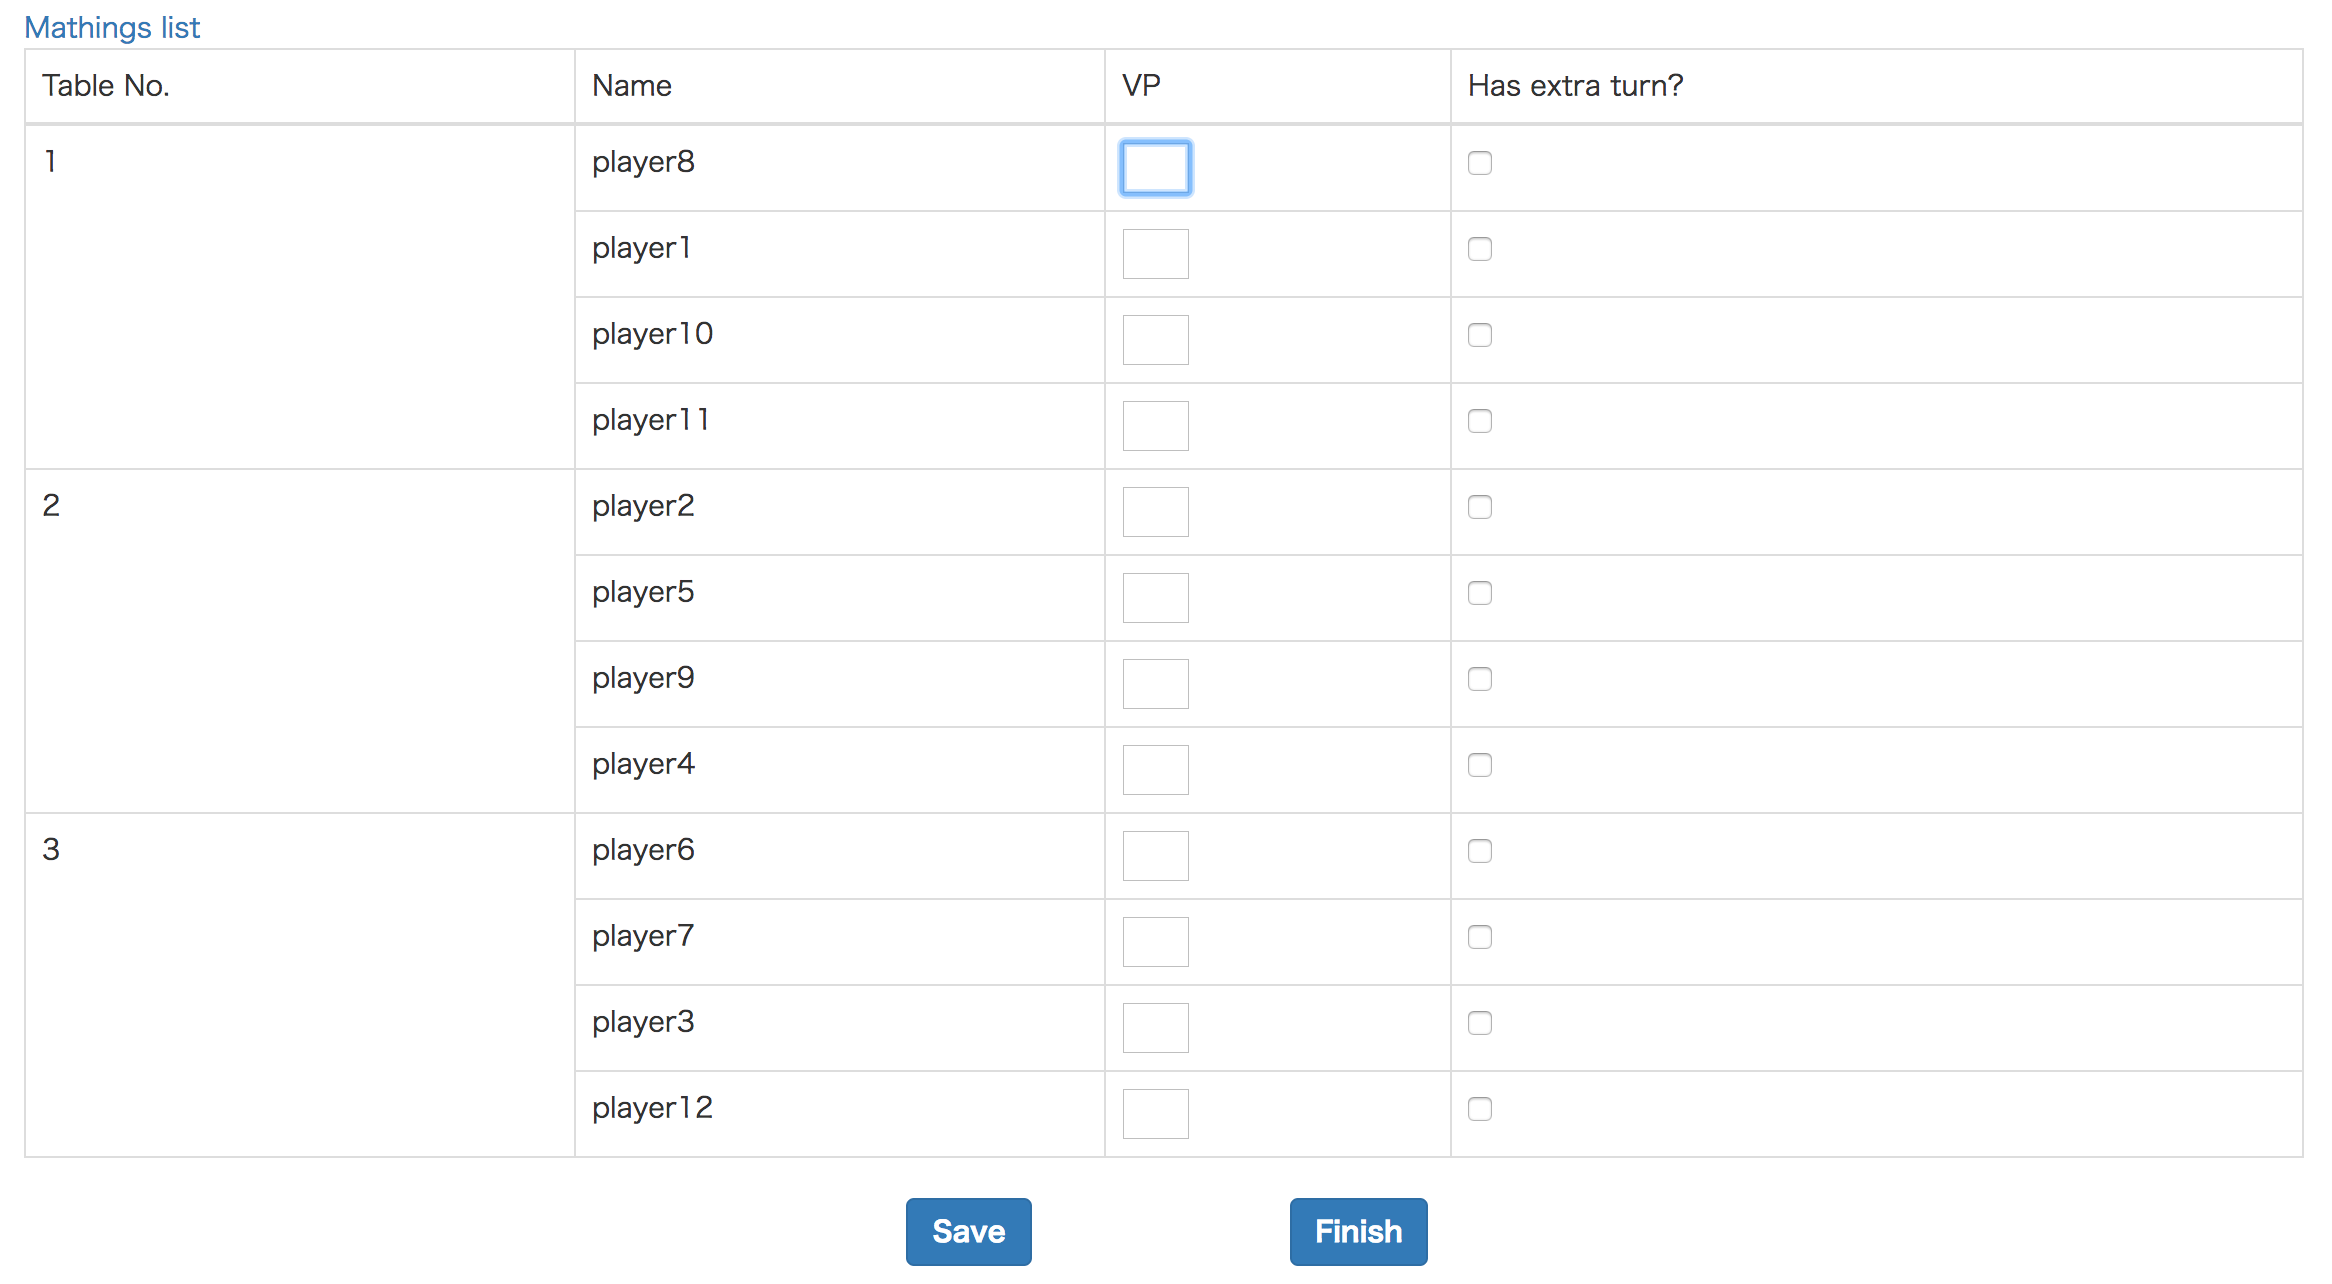 Mathings list
Table No. Name VP Has extra turn?
1 player8
player1
player10
player11
2 player2
player5
player9
player4
3 player6
player7
player3
player12
Save Finish